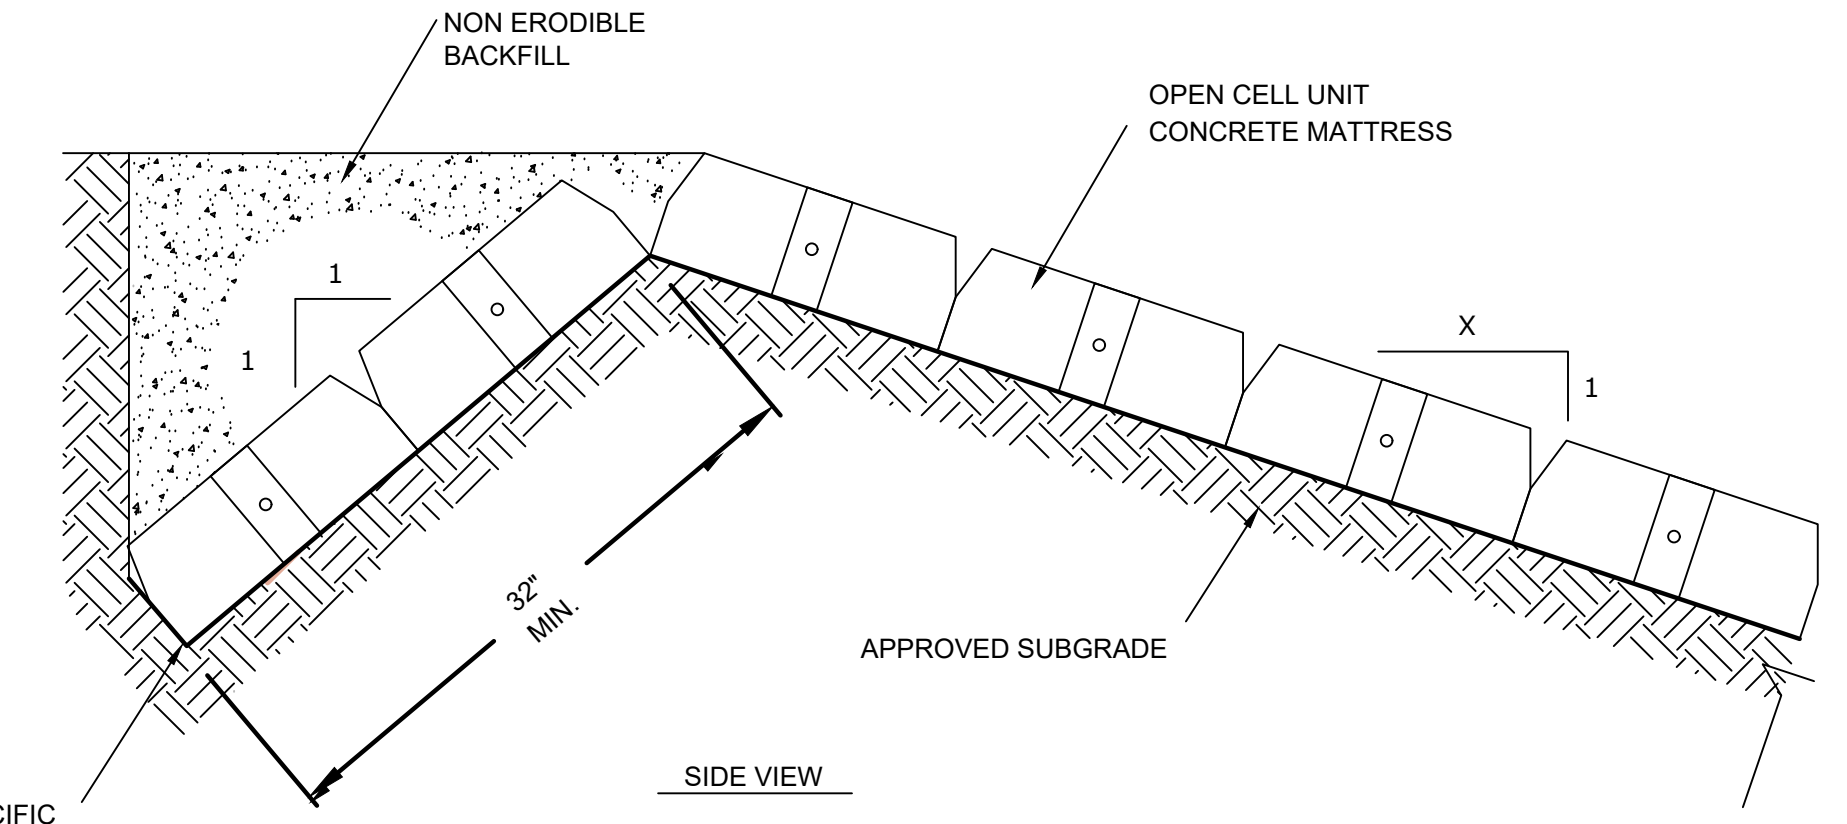 NON ERODIBLE
BACKFILL
OPEN CELL UNIT
CONCRETE MATTRESS
1
1
X
1
32"
MIN.
APPROVED SUBGRADE
SIDE VIEW
CIFIC